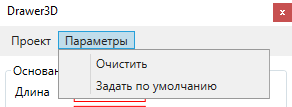 Drawer3D
Проект Параметры
Очистить
Задать по умолчанию
Длина